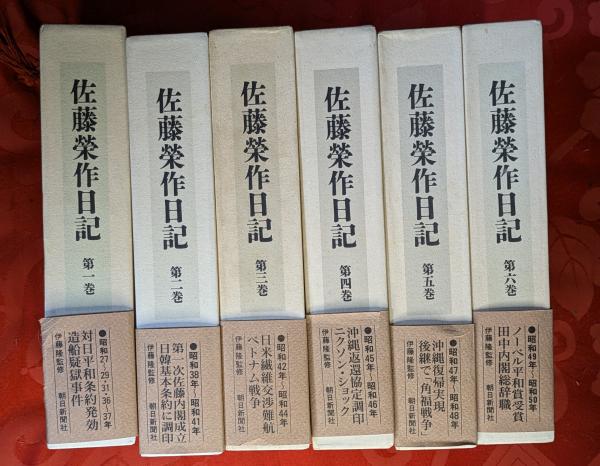 佐藤榮作日記
第一巻
●昭和27・29・31・36・37年
対日平和条約発効
造船疑獄事件
伊藤隆監修
朝日新聞社
佐藤榮作日記
第二巻
●昭和38年～昭和41年
第一次佐藤内閣成立
日韓基本条約に調印
伊藤隆監修
朝日新聞社
佐藤榮作日記
第三巻
●昭和42年～昭和44年
日米繊維交渉難航
ベトナム戦争
伊藤隆監修
朝日新聞社
佐藤榮作日記
第四巻
●昭和45年～昭和46年
沖縄返還協定調印
ニクソン・ショック
伊藤隆監修
朝日新聞社
佐藤榮作日記
第五巻
●昭和47年～昭和48年
沖縄復帰実現
後継で「角福戦争」
伊藤隆監修
朝日新聞社
佐藤榮作日記
第六巻
●昭和49年～昭和50年
ノーベル平和賞受賞
田中内閣総辞職
伊藤隆監修
朝日新聞社